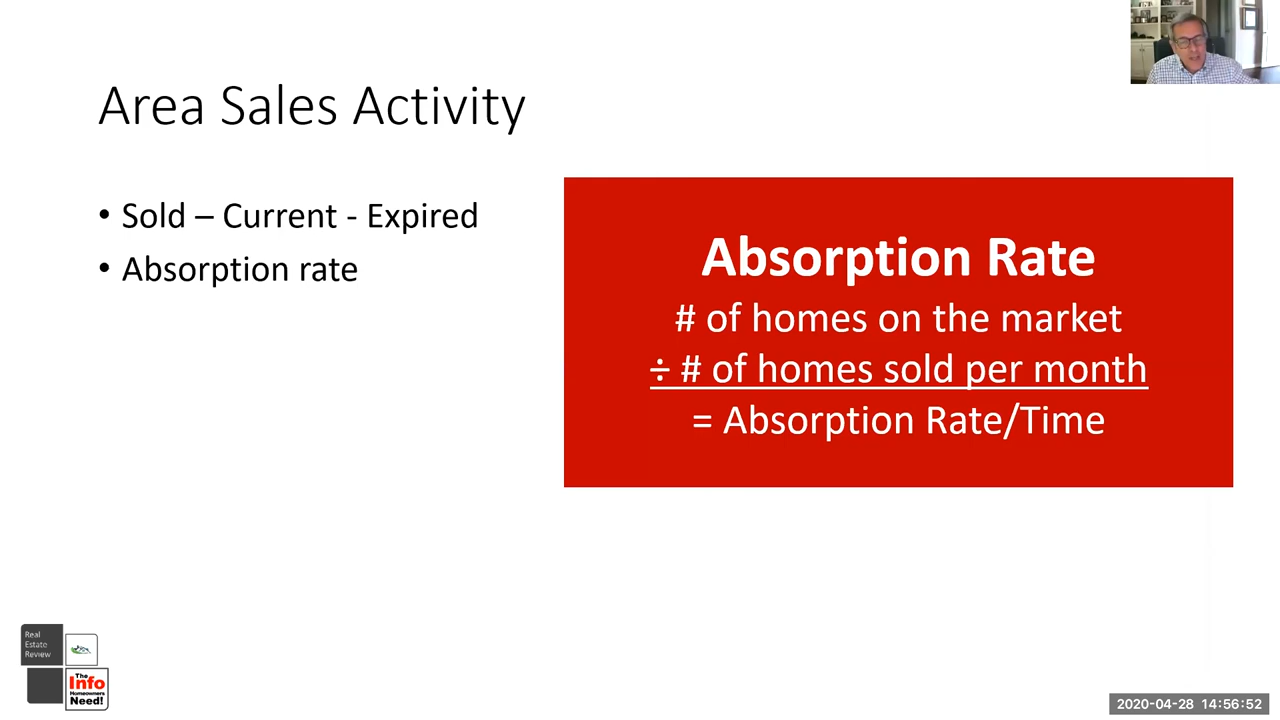 Area Sales Activity
• Sold – Current - Expired
• Absorption rate
Absorption Rate
# of homes on the market
÷ # of homes sold per month
= Absorption Rate/Time
Real
Estate
Review
The
Info
Homeowners
Need!
2020-04-28 14:56:52